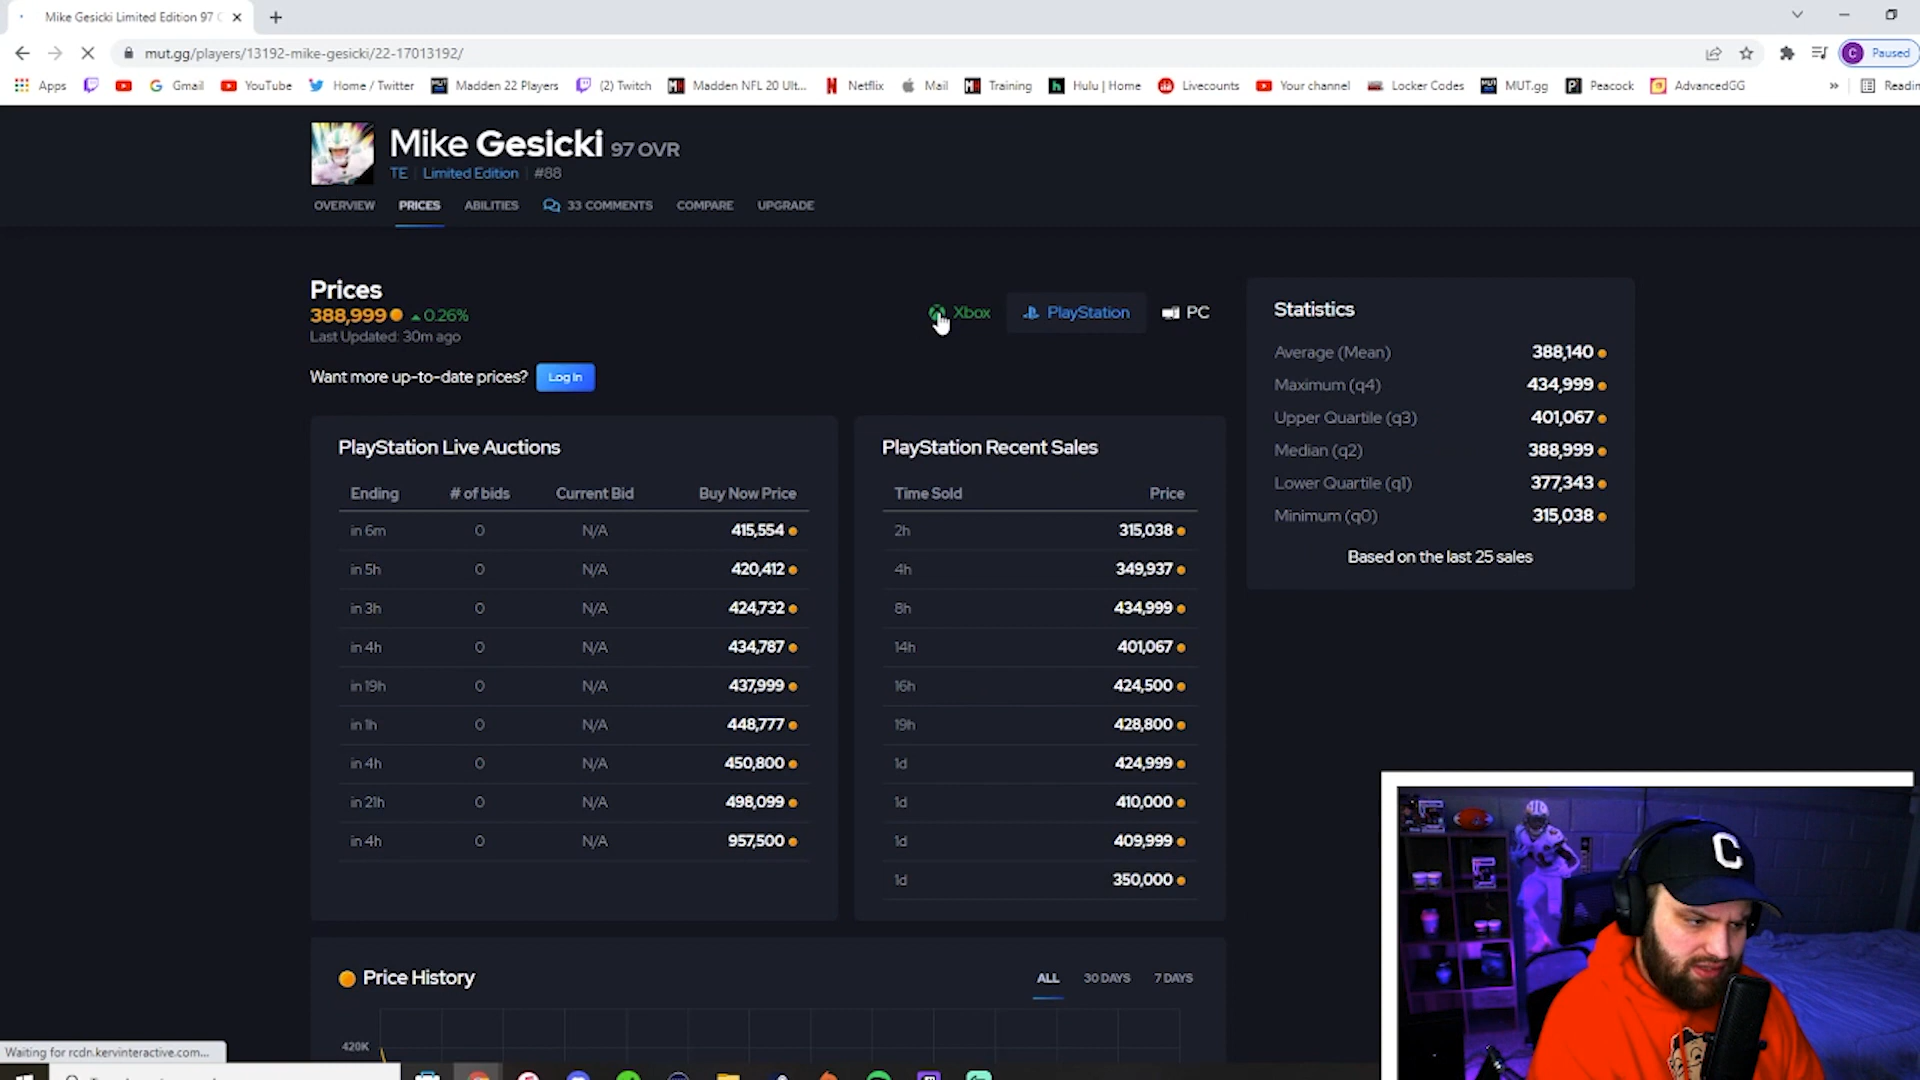 Mike Gesicki Limited Edition 97
mut.gg/players/13192-mike-gesicki/22-17013192/
C Paused
Apps Gmail YouTube Home / Twitter Madden 22 Players (2) Twitch Madden NFL 20 Ult... Netflix Mail Training Hulu | Home Livecounts Your channel Locker Codes MUT.gg Peacock AdvancedGG » Readin
Mike Gesicki 97 OVR
TE Limited Edition #88
OVERVIEW PRICES ABILITIES 33 COMMENTS COMPARE UPGRADE
Prices
388,999 0.26%
Last Updated: 30m ago
Xbox PlayStation PC
Want more up-to-date prices? Log In
PlayStation Live Auctions
Ending # of bids Current Bid Buy Now Price
in 6m 0 N/A 415,554
in 5h 0 N/A 420,412
in 3h 0 N/A 424,732
in 4h 0 N/A 434,787
in 19h 0 N/A 437,999
in 1h 0 N/A 448,777
in 4h 0 N/A 450,800
in 21h 0 N/A 498,099
in 4h 0 N/A 957,500
PlayStation Recent Sales
Time Sold Price
2h 315,038
4h 349,937
8h 434,999
14h 401,067
16h 424,500
19h 428,800
1d 424,999
1d 410,000
1d 409,999
1d 350,000
Statistics
Average (Mean) 388,140
Maximum (q4) 434,999
Upper Quartile (q3) 401,067
Median (q2) 388,999
Lower Quartile (q1) 377,343
Minimum (q0) 315,038
Based on the last 25 sales
Price History
ALL 30 DAYS 7 DAYS
420K
Waiting for rcdn.kervinteractive.com...
C